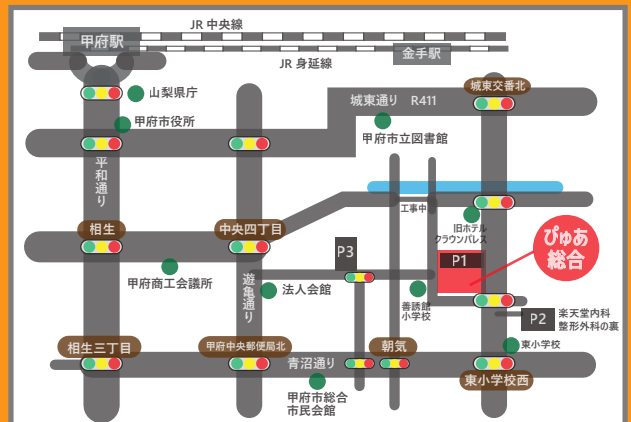 JR 中央線
甲府駅
金手駅
JR 身延線
城東交番北
山梨県庁
城東通り R411
甲府市役所
甲府市立図書館
平和通り
工事中
相生
中央四丁目
旧ホテル
クラウンパレス
ぴゅあ
総合
P3
P1
甲府商工会議所
遊亀通り
法人会館
善誘館
小学校
P2
楽天堂内科
整形外科の裏
相生三丁目
甲府中央郵便局北
朝気
東小学校
青沼通り
東小学校西
甲府市総合
市民会館